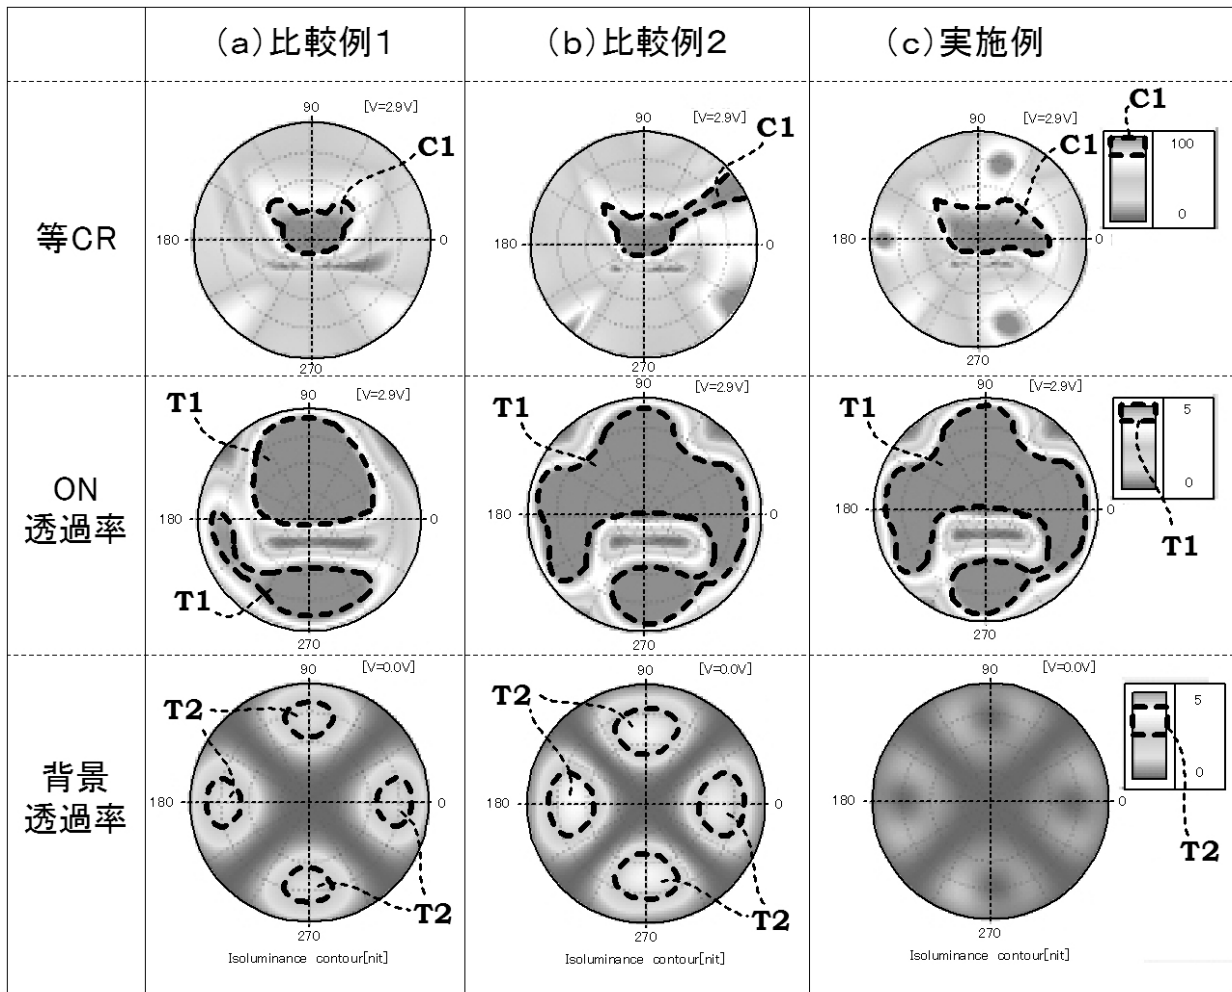 (a)比較例1
(b)比較例2
(c)実施例
等CR
90
[V=2.9V]
C1
180
0
270
90
[V=2.9V]
C1
180
0
270
90
[V=2.9V]
C1
180
0
270
C1
100
0
ON
透過率
90
[V=2.9V]
T1
180
0
T1
270
90
[V=2.9V]
T1
180
0
270
90
[V=2.9V]
T1
180
0
270
5
0
T1
背景
透過率
90
[V=0.0V]
T2
180
0
T2
270
Isoluminance contour[nit]
90
[V=0.0V]
T2
180
0
T2
270
Isoluminance contour[nit]
90
[V=0.0V]
180
0
270
Isoluminance contour[nit]
5
0
T2